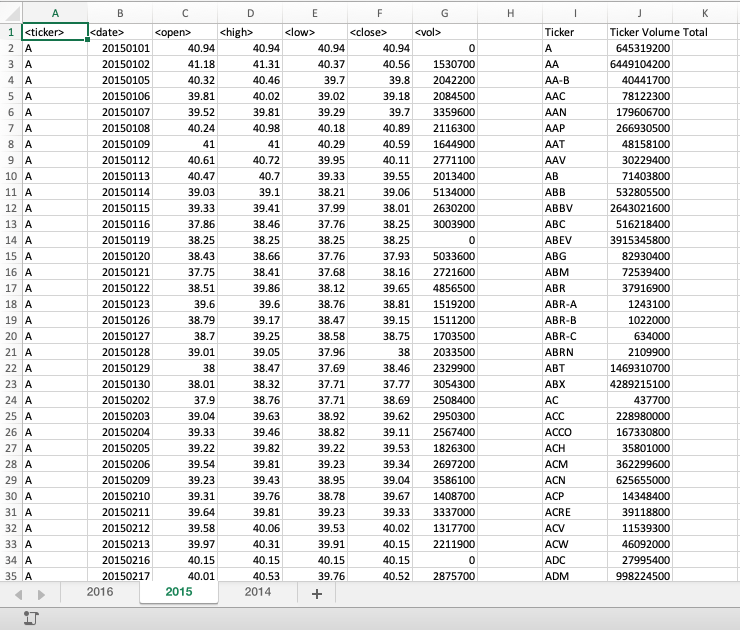 A B C D E F G H I J K
1 <ticker> <date> <open> <high> <low> <close> <vol> Ticker Ticker Volume Total
2 A 20150101 40.94 40.94 40.94 40.94 0 A 645319200
3 A 20150102 41.18 41.31 40.37 40.56 1530700 AA 6449104200
4 A 20150105 40.32 40.46 39.7 39.8 2042200 AA-B 40441700
5 A 20150106 39.81 40.02 39.02 39.18 2084500 AAC 78122300
6 A 20150107 39.52 39.81 39.29 39.7 3359600 AAN 179606700
7 A 20150108 40.24 40.98 40.18 40.89 2116300 AAP 266930500
8 A 20150109 41 41 40.29 40.59 1644900 AAT 48158100
9 A 20150112 40.61 40.72 39.95 40.11 2771100 AAV 30229400
10 A 20150113 40.47 40.7 39.33 39.55 2013400 AB 71403800
11 A 20150114 39.03 39.1 38.21 39.06 5134000 ABB 532805500
12 A 20150115 39.33 39.41 37.99 38.01 2630200 ABBV 2643021600
13 A 20150116 37.86 38.46 37.76 38.25 3003900 ABC 516218400
14 A 20150119 38.25 38.25 38.25 38.25 0 ABEV 3915345800
15 A 20150120 38.43 38.66 37.76 37.93 5033600 ABG 82930400
16 A 20150121 37.75 38.41 37.68 38.16 2721600 ABM 72539400
17 A 20150122 38.51 39.86 38.12 39.65 4856500 ABR 37916900
18 A 20150123 39.6 39.6 38.76 38.81 1519200 ABR-A 1243100
19 A 20150126 38.79 39.17 38.47 39.15 1511200 ABR-B 1022000
20 A 20150127 38.7 39.25 38.58 38.75 1703500 ABR-C 634000
21 A 20150128 39.01 39.05 37.96 38 2033500 ABRN 2109900
22 A 20150129 38 38.47 37.69 38.46 2329900 ABT 1469310700
23 A 20150130 38.01 38.32 37.71 37.77 3054300 ABX 4289215100
24 A 20150202 37.9 38.76 37.71 38.69 2508400 AC 437700
25 A 20150203 39.04 39.63 38.92 39.62 2950300 ACC 228980000
26 A 20150204 39.33 39.46 38.82 39.11 2567400 ACCO 167330800
27 A 20150205 39.22 39.82 39.22 39.53 1826300 ACH 35801000
28 A 20150206 39.54 39.81 39.23 39.34 2697200 ACM 362299600
29 A 20150209 39.23 39.43 38.95 39.04 3586100 ACN 625655000
30 A 20150210 39.31 39.76 38.78 39.67 1408700 ACP 14348400
31 A 20150211 39.64 39.81 39.23 39.33 3337000 ACRE 39118800
32 A 20150212 39.58 40.06 39.53 40.02 1317700 ACV 11539300
33 A 20150213 39.97 40.31 39.91 40.15 2211900 ACW 46092000
34 A 20150216 40.15 40.15 40.15 40.15 0 ADC 27995400
35 A 20150217 40.01 40.53 39.76 40.52 2875700 ADM 998224500
2016 2015 2014 +